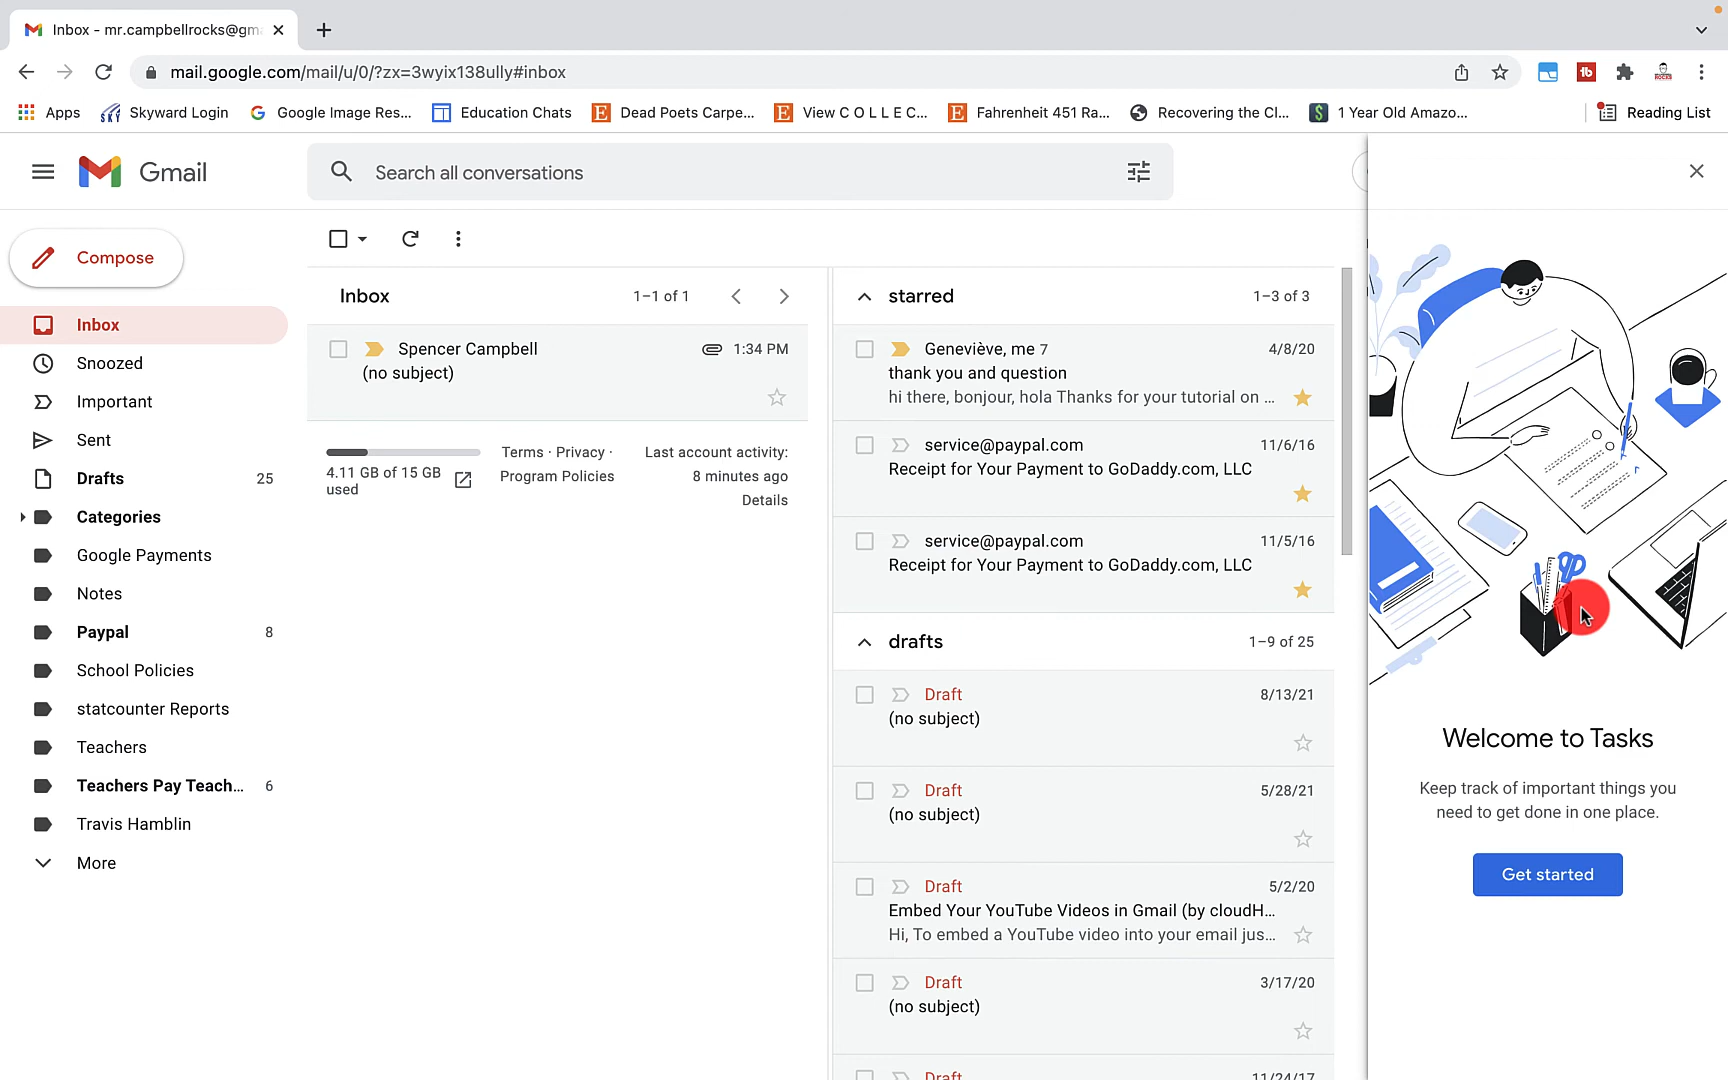 Inbox - mr.campbellrocks@gm
mail.google.com/mail/u/0/?zx=3wyix138ully#inbox
Apps
Skyward Login
Google Image Res...
Education Chats
Dead Poets Carpe...
View C O L L E C...
Fahrenheit 451 Ra...
Recovering the Cl...
1 Year Old Amazo...
Reading List
Gmail
Search all conversations
Compose
Inbox
Snoozed
Important
Sent
Drafts 25
Categories
Google Payments
Notes
Paypal 8
School Policies
statcounter Reports
Teachers
Teachers Pay Teach... 6
Travis Hamblin
More
Inbox 1–1 of 1
Spencer Campbell 1:34 PM
(no subject)
4.11 GB of 15 GB
used
Terms · Privacy ·
Program Policies
Last account activity:
8 minutes ago
Details
starred 1–3 of 3
Geneviève, me 7 4/8/20
thank you and question
hi there, bonjour, hola Thanks for your tutorial on ...
service@paypal.com 11/6/16
Receipt for Your Payment to GoDaddy.com, LLC
service@paypal.com 11/5/16
Receipt for Your Payment to GoDaddy.com, LLC
drafts 1–9 of 25
Draft 8/13/21
(no subject)
Draft 5/28/21
(no subject)
Draft 5/2/20
Embed Your YouTube Videos in Gmail (by cloudH...
Hi, To embed a YouTube video into your email jus...
Draft 3/17/20
(no subject)
Draft 11/24/17
Welcome to Tasks
Keep track of important things you
need to get done in one place.
Get started